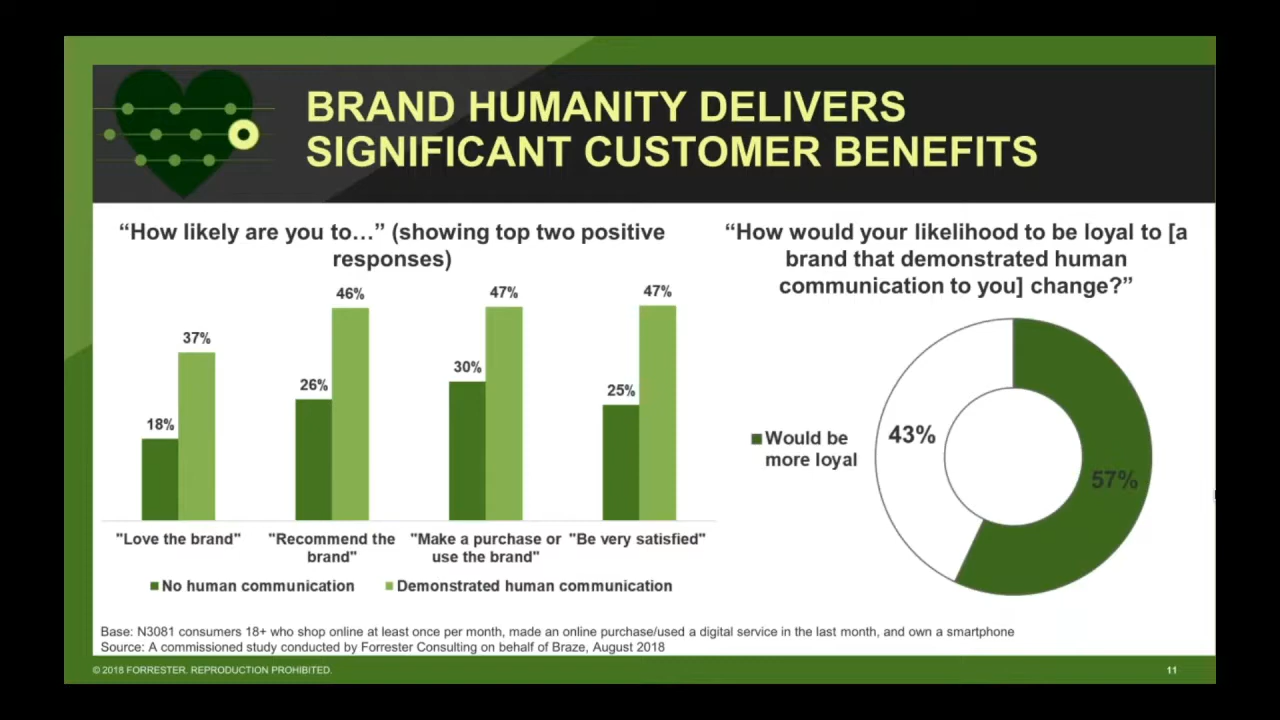 BRAND HUMANITY DELIVERS
SIGNIFICANT CUSTOMER BENEFITS
“How likely are you to…” (showing top two positive
responses)
18%
37%
26%
46%
30%
47%
25%
47%
"Love the brand"
"Recommend the
brand"
"Make a purchase or
use the brand"
"Be very satisfied"
No human communication
Demonstrated human communication
“How would your likelihood to be loyal to [a
brand that demonstrated human
communication to you] change?”
Would be
more loyal
43%
57%
Base: N3081 consumers 18+ who shop online at least once per month, made an online purchase/used a digital service in the last month, and own a smartphone
Source: A commissioned study conducted by Forrester Consulting on behalf of Braze, August 2018
© 2018 FORRESTER. REPRODUCTION PROHIBITED.
11